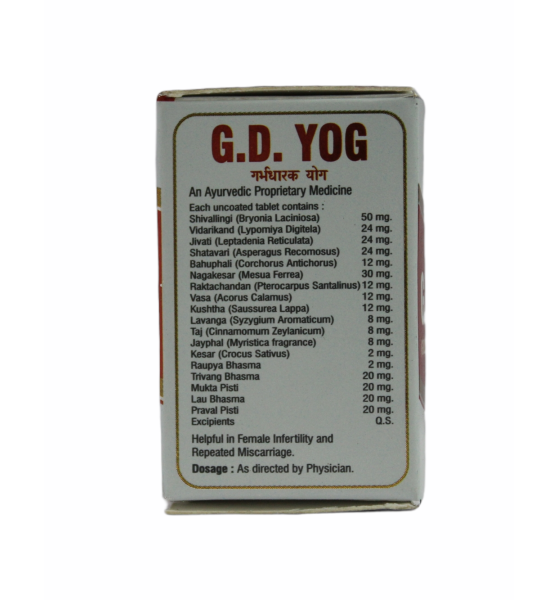 G.D. YOG
गर्भधारक योग
An Ayurvedic Proprietary Medicine
Each uncoated tablet contains :
Shivallingi (Bryonia Laciniosa) 50 mg.
Vidarikand (Lypomiya Digitela) 24 mg.
Jivati (Leptadenia Reticulata) 24 mg.
Shatavari (Asperagus Recomosus) 24 mg.
Bahuphali (Corchorus Antichorus) 12 mg.
Nagakesar (Mesua Ferrea) 30 mg.
Raktachandan (Pterocarpus Santalinus) 12 mg.
Vasa (Acorus Calamus) 12 mg.
Kushtha (Saussurea Lappa) 12 mg.
Lavanga (Syzygium Aromaticum) 8 mg.
Taj (Cinnamomum Zeylanicum) 8 mg.
Jayphal (Myristica fragrance) 8 mg.
Kesar (Crocus Sativus) 2 mg.
Raupya Bhasma 2 mg.
Trivang Bhasma 20 mg.
Mukta Pisti 20 mg.
Lau Bhasma 20 mg.
Praval Pisti 20 mg.
Excipients Q.S.
Helpful in Female Infertility and
Repeated Miscarriage.
Dosage : As directed by Physician.